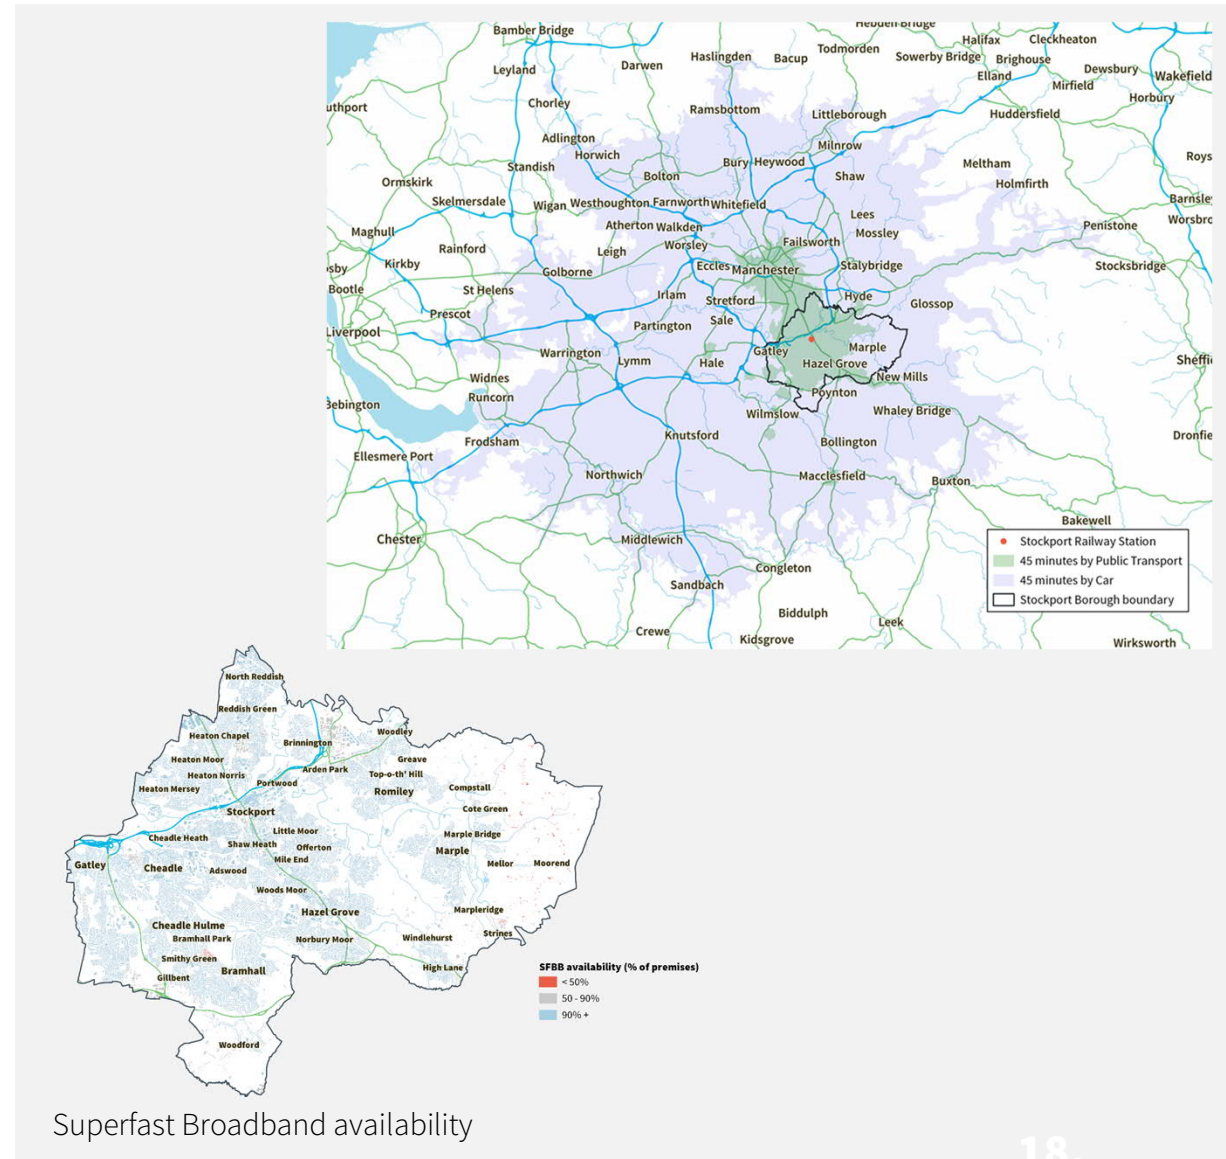 Hebden Bridge
Bamber Bridge
Halifax
Cleckheaton
Todmorden
Haslingden
Bacup
Sowerby Bridge
Brighouse
Darwen
Leyland
Elland
Dewsbury
Wakefield
Mirfield
Horbury
Chorley
uthport
Ramsbottom
Littleborough
Huddersfield
Adlington
Milnrow
Horwich
Standish
Bury
Heywood
Meltham
Roys
Bolton
Shaw
Ormskirk
Holmfirth
Skelmersdale
Wigan
Westhoughton
Farnworth
Whitefield
Barnsle
Lees
Worsbro
Atherton
Walkden
Penistone
Maghull
Mossley
Rainford
Worsley
Failsworth
Leigh
Kirkby
Golborne
Eccles
Manchester
Stalybridge
Stocksbridge
sby
Bootle
St Helens
Irlam
Stretford
Hyde
Glossop
Prescot
Partington
Sale
Liverpool
Warrington
Lymm
Hale
Gatley
Marple
Hazel Grove
Sheffie
Widnes
New Mills
Runcorn
Poynton
Bebington
Wilmslow
Whaley Bridge
Frodsham
Knutsford
Bollington
Dronfie
Ellesmere Port
Northwich
Macclesfield
Buxton
Bakewell
Chester
Middlewich
Stockport Railway Station
45 minutes by Public Transport
45 minutes by Car
Stockport Borough boundary
Congleton
Sandbach
Biddulph
Leek
Crewe
Kidsgrove
Wirksworth
North Reddish
Reddish Green
Heaton Chapel
Brinnington
Woodley
Heaton Moor
Greave
Heaton Norris
Arden Park
Top-o-th' Hill
Portwood
Heaton Mersey
Romiley
Compstall
Stockport
Cote Green
Little Moor
Cheadle Heath
Marple Bridge
Shaw Heath
Offerton
Marple
Mile End
Gatley
Cheadle
Adswood
Mellor
Moorend
Woods Moor
Hazel Grove
Marpleridge
Cheadle Hulme
Bramhall Park
Norbury Moor
Windlehurst
Strines
Smithy Green
Gillbent
Bramhall
High Lane
Woodford
SFBB availability (% of premises)
< 50%
50 - 90%
90% +
Superfast Broadband availability
18